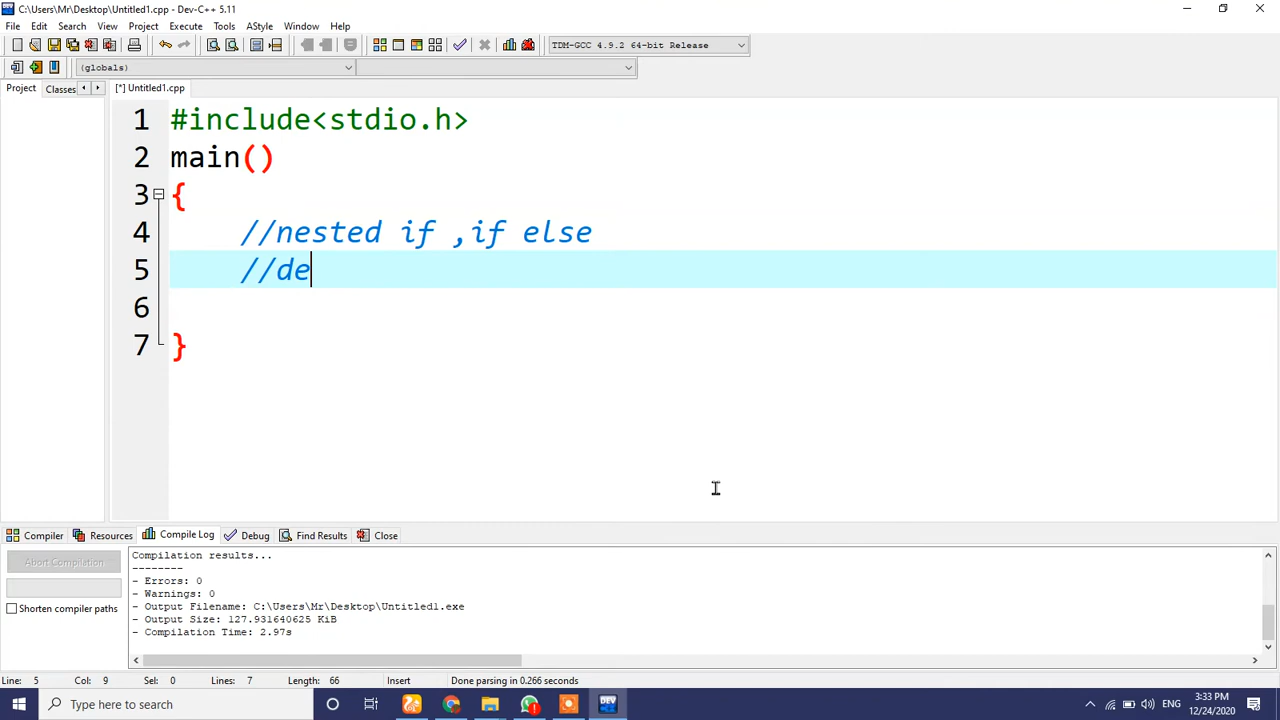 C:\Users\Mr\Desktop\Untitled1.cpp - Dev-C++ 5.11
File Edit Search View Project Execute Tools AStyle Window Help
TDM-GCC 4.9.2 64-bit Release
(globals)
Project Classes [*] Untitled1.cpp
1 #include<stdio.h>
2 main()
3 {
4 //nested if ,if else
5 //de
6
7 }
Compiler Resources Compile Log Debug Find Results Close
Abort Compilation
Shorten compiler paths
Compilation results...
--------
- Errors: 0
- Warnings: 0
- Output Filename: C:\Users\Mr\Desktop\Untitled1.exe
- Output Size: 127.931640625 KiB
- Compilation Time: 2.97s
Line: 5 Col: 9 Sel: 0 Lines: 7 Length: 66 Insert Done parsing in 0.266 seconds
Type here to search
DEV
ENG
3:33 PM
12/24/2020